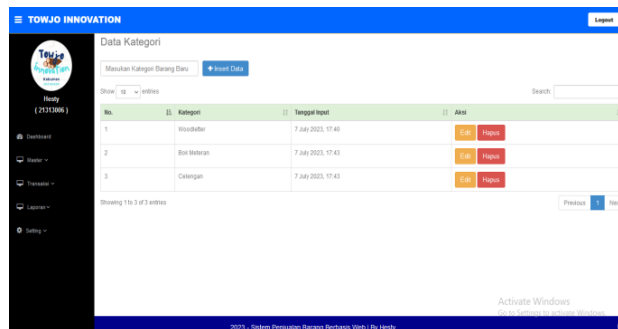 ☰ TOWJO INNOVATION
Logout
Towjo
Innovation
Hesty
( 21313006 )
Dashboard
Master
Transaksi
Laporan
Setting
Data Kategori
Masukan Kategori Barang Baru
+ Insert Data
Show 10 entries
Search:
No. Kategori Tanggal Input Aksi
1 Woodletter 7 July 2023, 17:40 Edit Hapus
2 Bok Meteran 7 July 2023, 17:43 Edit Hapus
3 Celengan 7 July 2023, 17:43 Edit Hapus
Showing 1 to 3 of 3 entries
Previous 1 Nex
Activate Windows
Go to Settings to activate Windows.
2023 - Sistem Penjualan Barang Berbasis Web | By Hesty